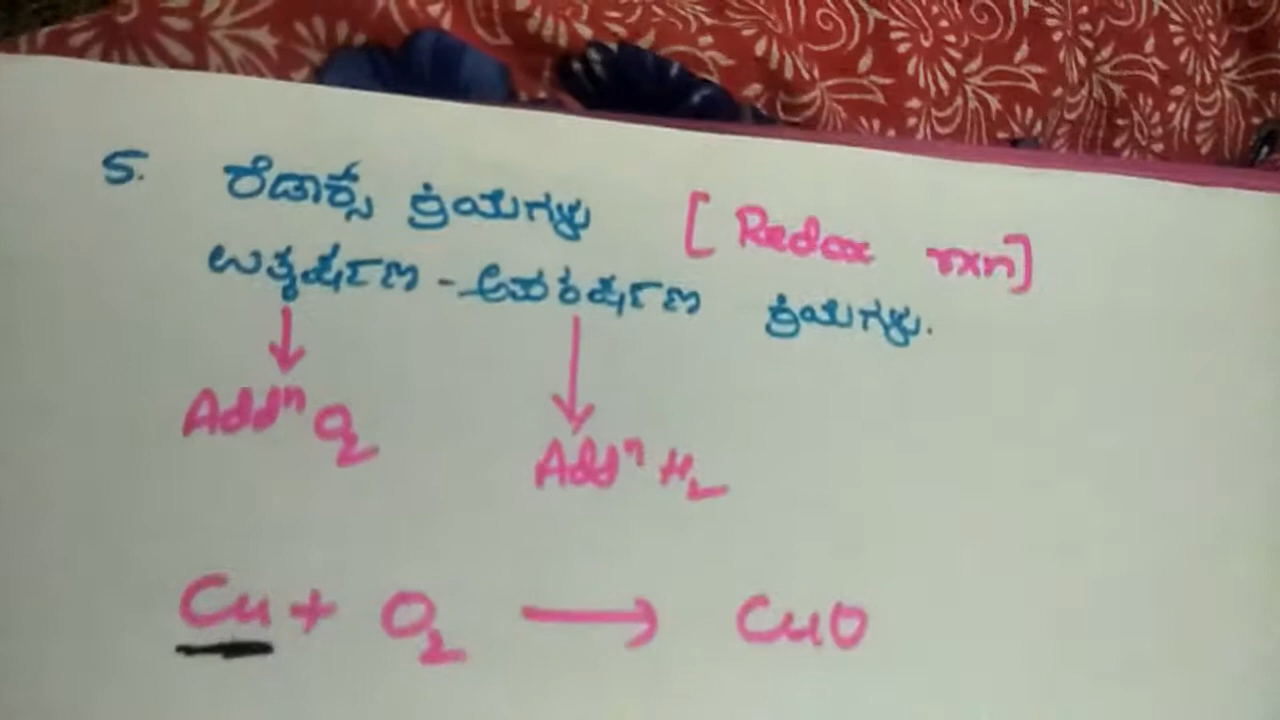 5. ರೆಡಾಕ್ಸ ಕ್ರಿಯೆಗಳು [Redox rxn]
ಉತ್ಕರ್ಷಣ - ಅಪಕರ್ಷಣ ಕ್ರಿಯೆಗಳು.
Addⁿ O₂ Addⁿ H₂
Cu + O₂ → CuO